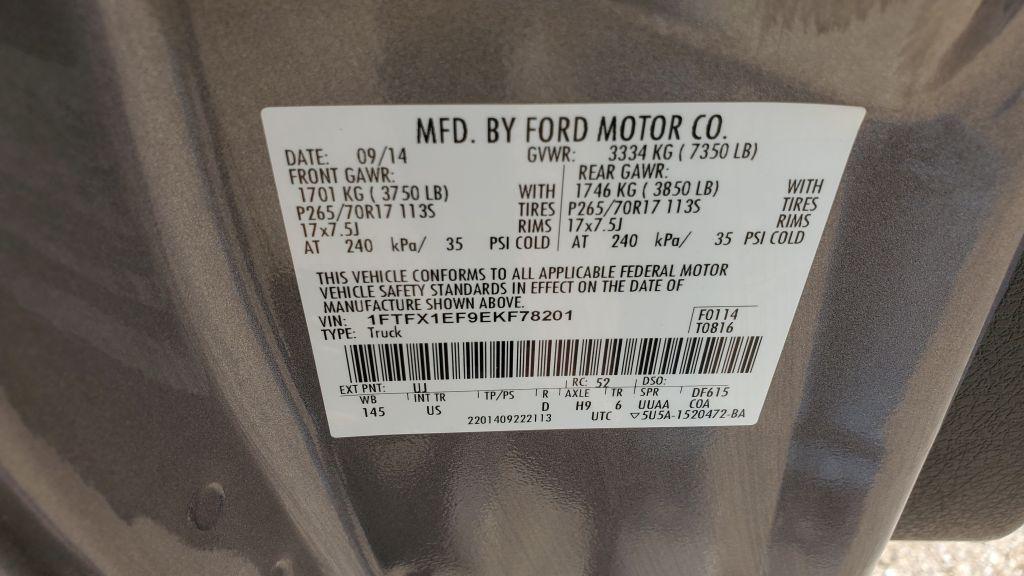 MFD. BY FORD MOTOR CO.
DATE: 09/14 GVWR: 3334 KG ( 7350 LB)
FRONT GAWR: REAR GAWR:
1701 KG ( 3750 LB) WITH 1746 KG ( 3850 LB) WITH
P265/70R17 113S TIRES P265/70R17 113S TIRES
17x7.5J RIMS 17x7.5J RIMS
AT 240 kPa/ 35 PSI COLD AT 240 kPa/ 35 PSI COLD
THIS VEHICLE CONFORMS TO ALL APPLICABLE FEDERAL MOTOR
VEHICLE SAFETY STANDARDS IN EFFECT ON THE DATE OF
MANUFACTURE SHOWN ABOVE.
VIN: 1FTFX1EF9EKF78201 F0114
TYPE: Truck T0816
EXT PNT: UJ RC: 52 DSO:
WB INT TR TP/PS R AXLE TR SPR DF615
145 US D H9 6 UUAA COA
2201409222113 UTC ▽5U5A-1520472-BA